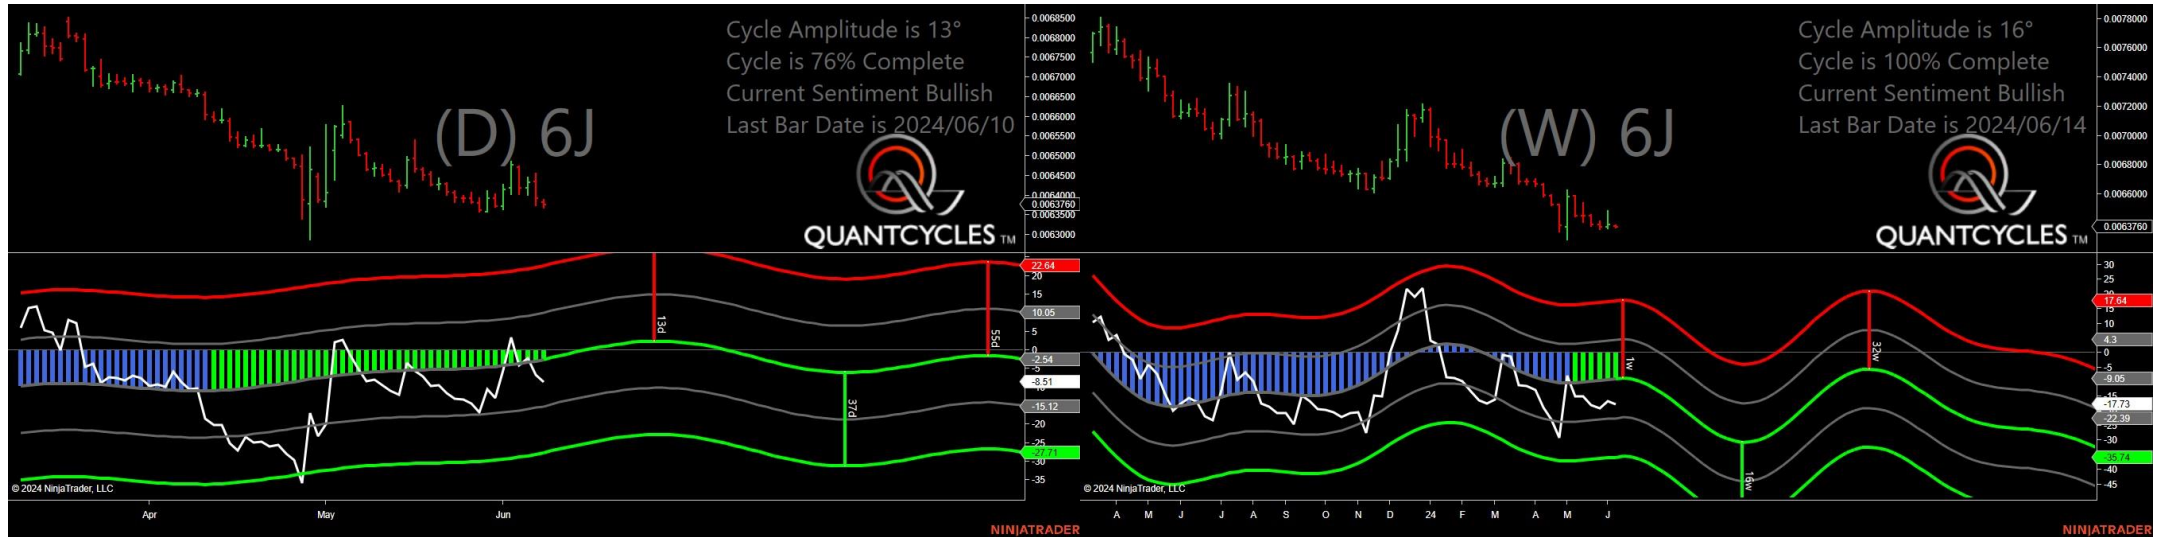 Cycle Amplitude is 13°
Cycle is 76% Complete
Current Sentiment Bullish
Last Bar Date is 2024/06/10
(D) 6J
QUANTCYCLES TM
0.0068500
0.0068000
0.0067500
0.0067000
0.0066500
0.0066000
0.0065500
0.0065000
0.0064500
0.0064000
0.0063760
0.0063500
0.0063000
22.64
20
15
10.05
5
0
-2.54
-5
-8.51
-15.12
-20
-25
-27.71
-30
-35
13d
37d
55d
© 2024 NinjaTrader, LLC
Apr May Jun
NINJATRADER
Cycle Amplitude is 16°
Cycle is 100% Complete
Current Sentiment Bullish
Last Bar Date is 2024/06/14
(W) 6J
QUANTCYCLES TM
0.0078000
0.0076000
0.0074000
0.0072000
0.0070000
0.0068000
0.0066000
0.0063760
30
25
17.64
15
10
4.3
0
-5
-9.05
-17.73
-22.39
-30
-35.74
-40
-45
1w
16w
32w
© 2024 NinjaTrader, LLC
A M J J A S O N D 24 F M A M J
NINJATRADER